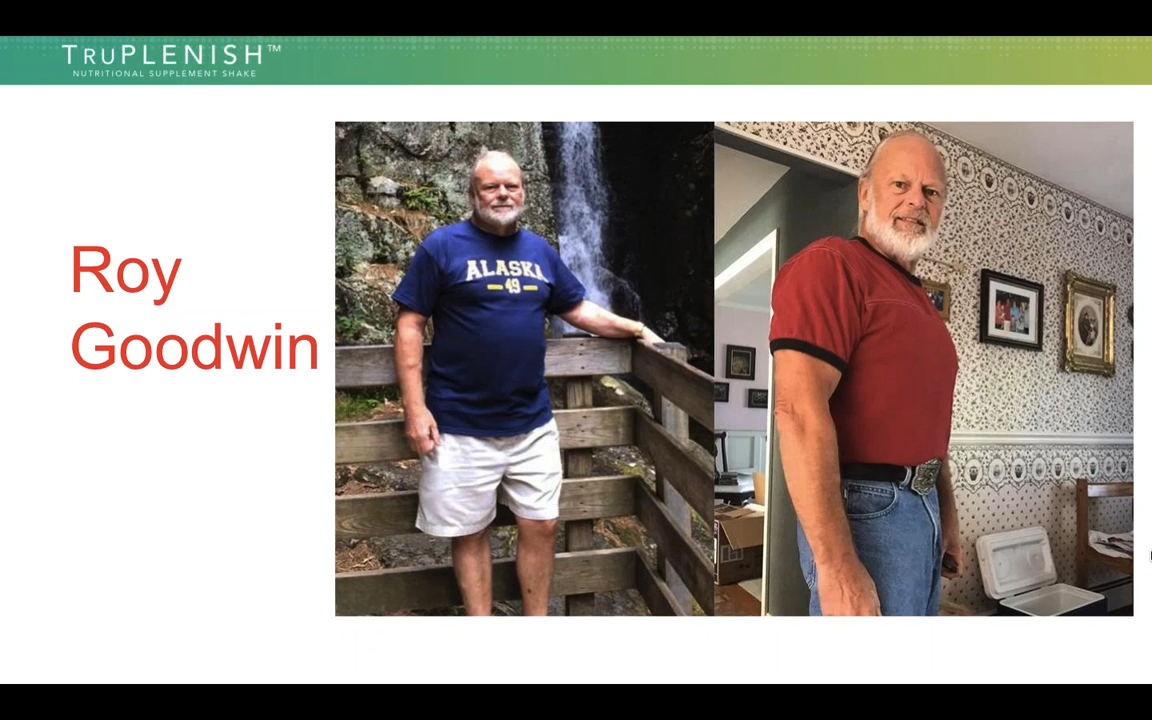 TRUPLENISH™
NUTRITIONAL SUPPLEMENT SHAKE
Roy
Goodwin
ALASKA
49